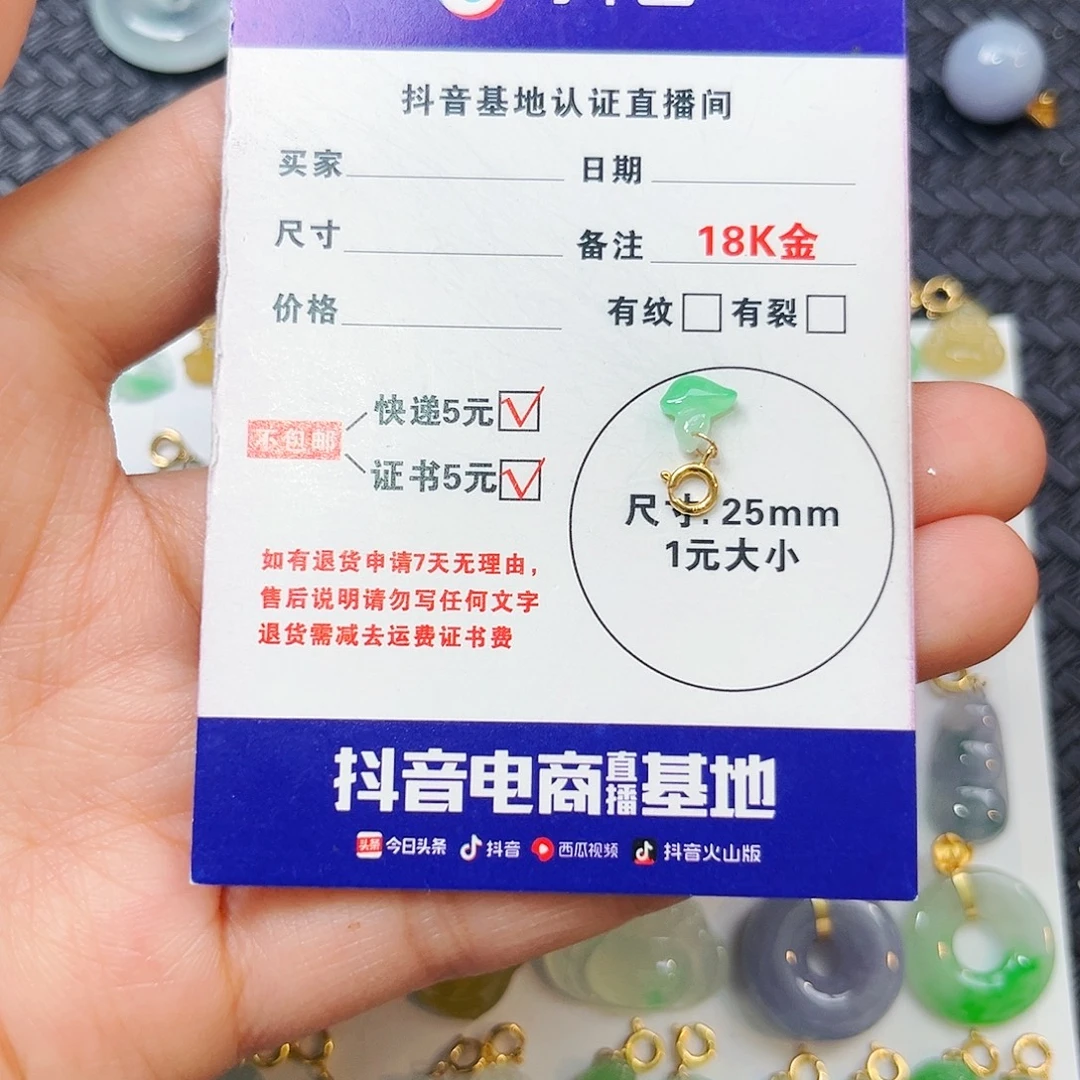 抖音基地认证直播间
买家 日期
尺寸 备注 18K金
价格 有纹 有裂
快递5元
不包邮
证书5元
尺寸:25mm
1元大小
如有退货申请7天无理由，
售后说明请勿写任何文字
退货需减去运费证书费
抖音电商直播基地
头条 今日头条 抖音 西瓜视频 抖音火山版